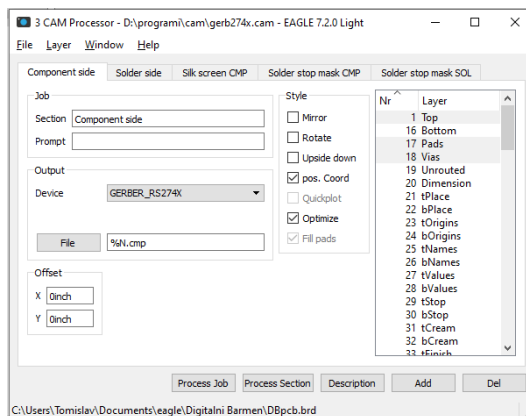 3 CAM Processor - D:\programi\cam\gerb274x.cam - EAGLE 7.2.0 Light
File Layer Window Help
Component side Solder side Silk screen CMP Solder stop mask CMP Solder stop mask SOL
Job
Section Component side
Prompt
Output
Device GERBER_RS274X
File %N.cmp
Offset
X 0inch
Y 0inch
Style
Mirror
Rotate
Upside down
pos. Coord
Quickplot
Optimize
Fill pads
Nr Layer
1 Top
16 Bottom
17 Pads
18 Vias
19 Unrouted
20 Dimension
21 tPlace
22 bPlace
23 tOrigins
24 bOrigins
25 tNames
26 bNames
27 tValues
28 bValues
29 tStop
30 bStop
31 tCream
32 bCream
33 tFinish
Process Job Process Section Description Add Del
C:\Users\Tomislav\Documents\eagle\Digitalni Barmen\DBpcb.brd